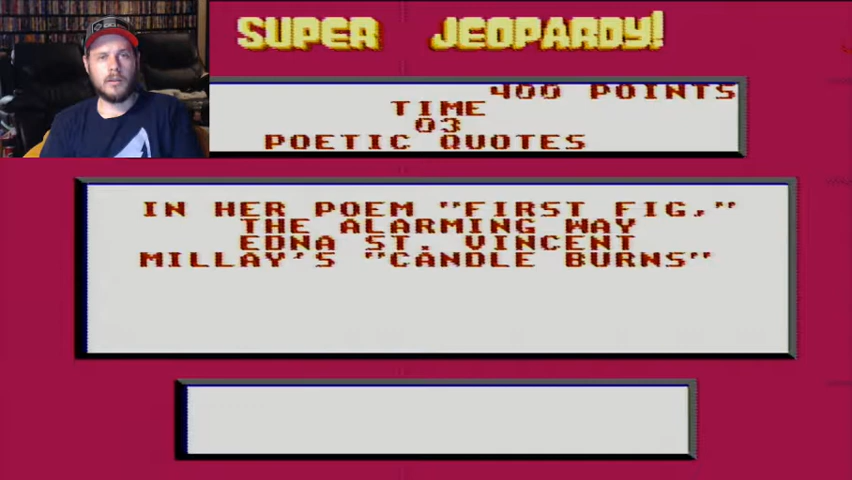 SUPER JEOPARDY!
400 POINTS
TIME
03
POETIC QUOTES
IN HER POEM "FIRST FIG,"
THE ALARMING WAY
EDNA ST. VINCENT
MILLAY'S "CANDLE BURNS"